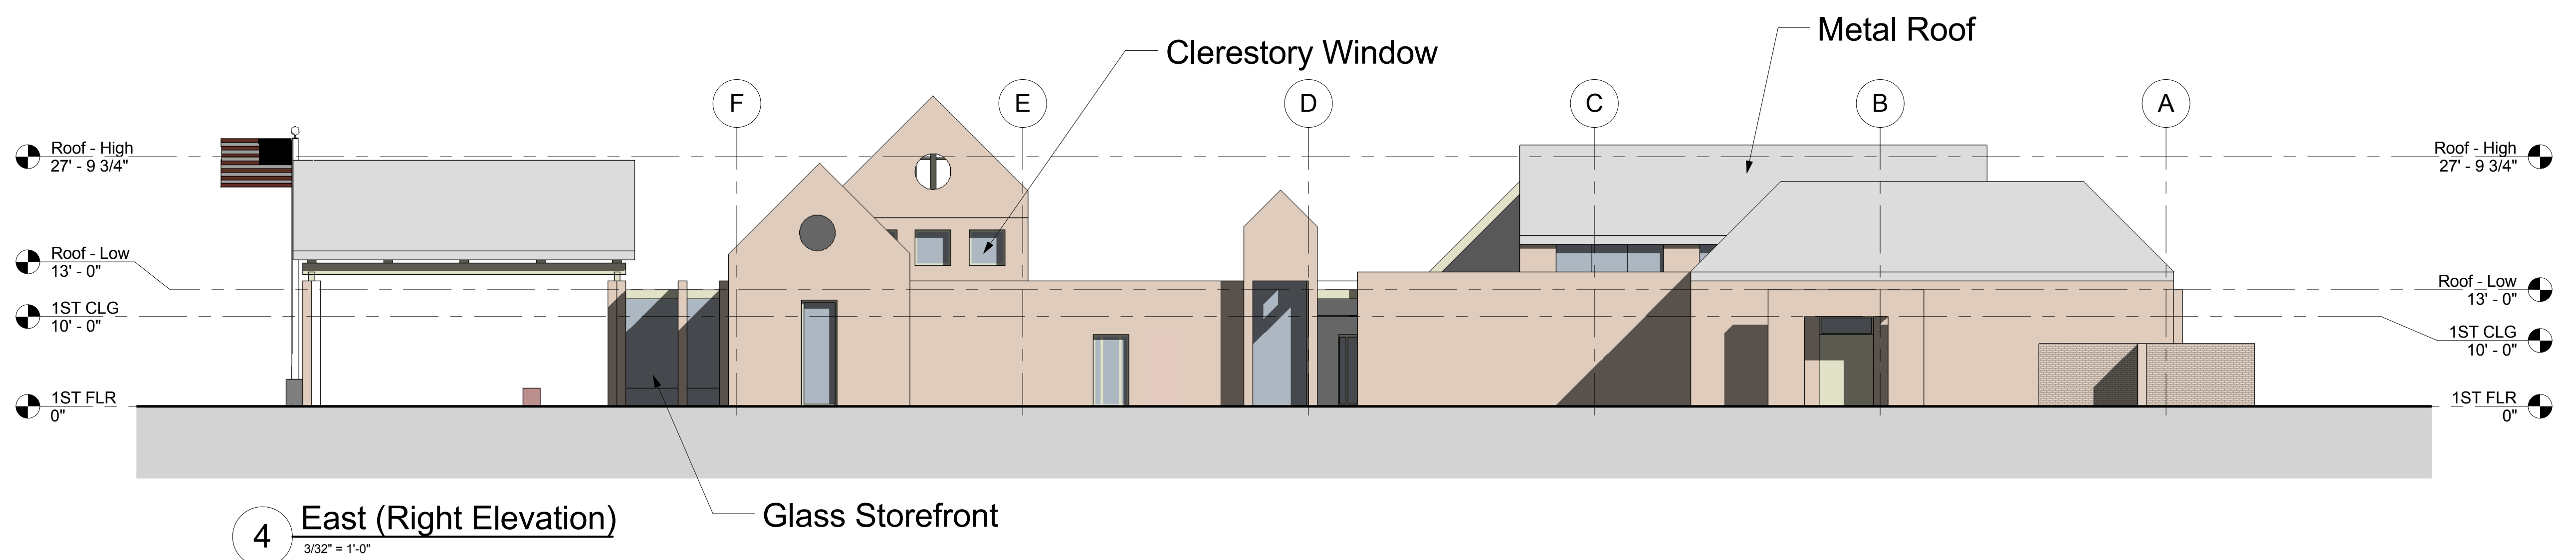 Metal Roof
Clerestory Window
F
E
D
C
B
A
Roof - High
27' - 9 3/4"
Roof - High
27' - 9 3/4"
Roof - Low
13' - 0"
Roof - Low
13' - 0"
1ST CLG
10' - 0"
1ST CLG
10' - 0"
1ST FLR
0"
1ST FLR
0"
Glass Storefront
4
East (Right Elevation)
3/32" = 1'-0"